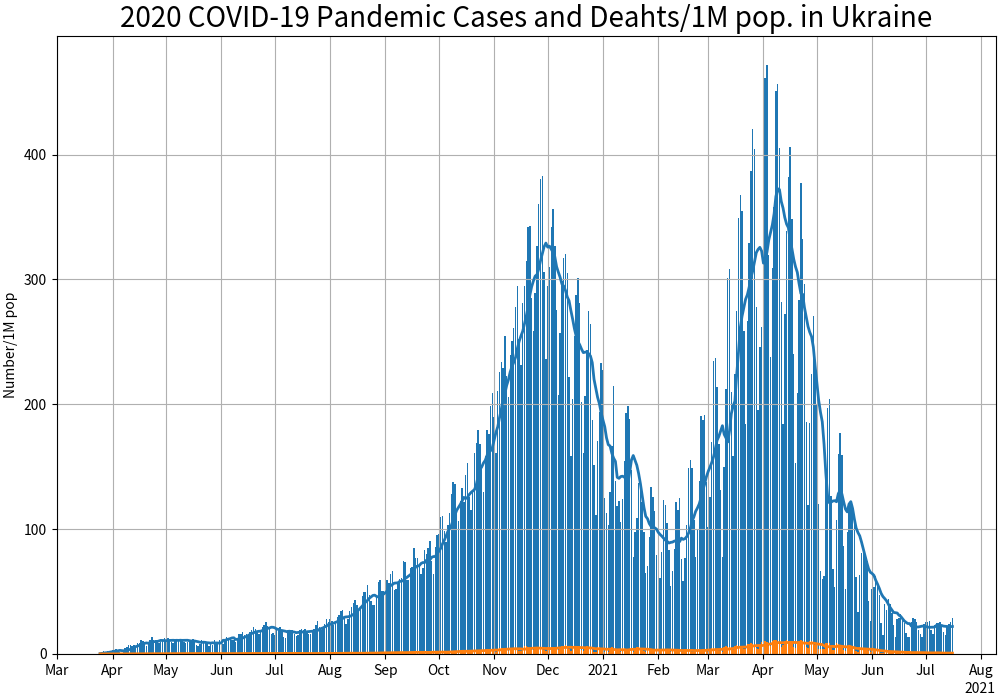 2020 COVID-19 Pandemic Cases and Deahts/1M pop. in Ukraine
Number/1M pop
400
300
200
100
0
Mar Apr May Jun Jul Aug Sep Oct Nov Dec 2021 Feb Mar Apr May Jun Jul Aug
2021